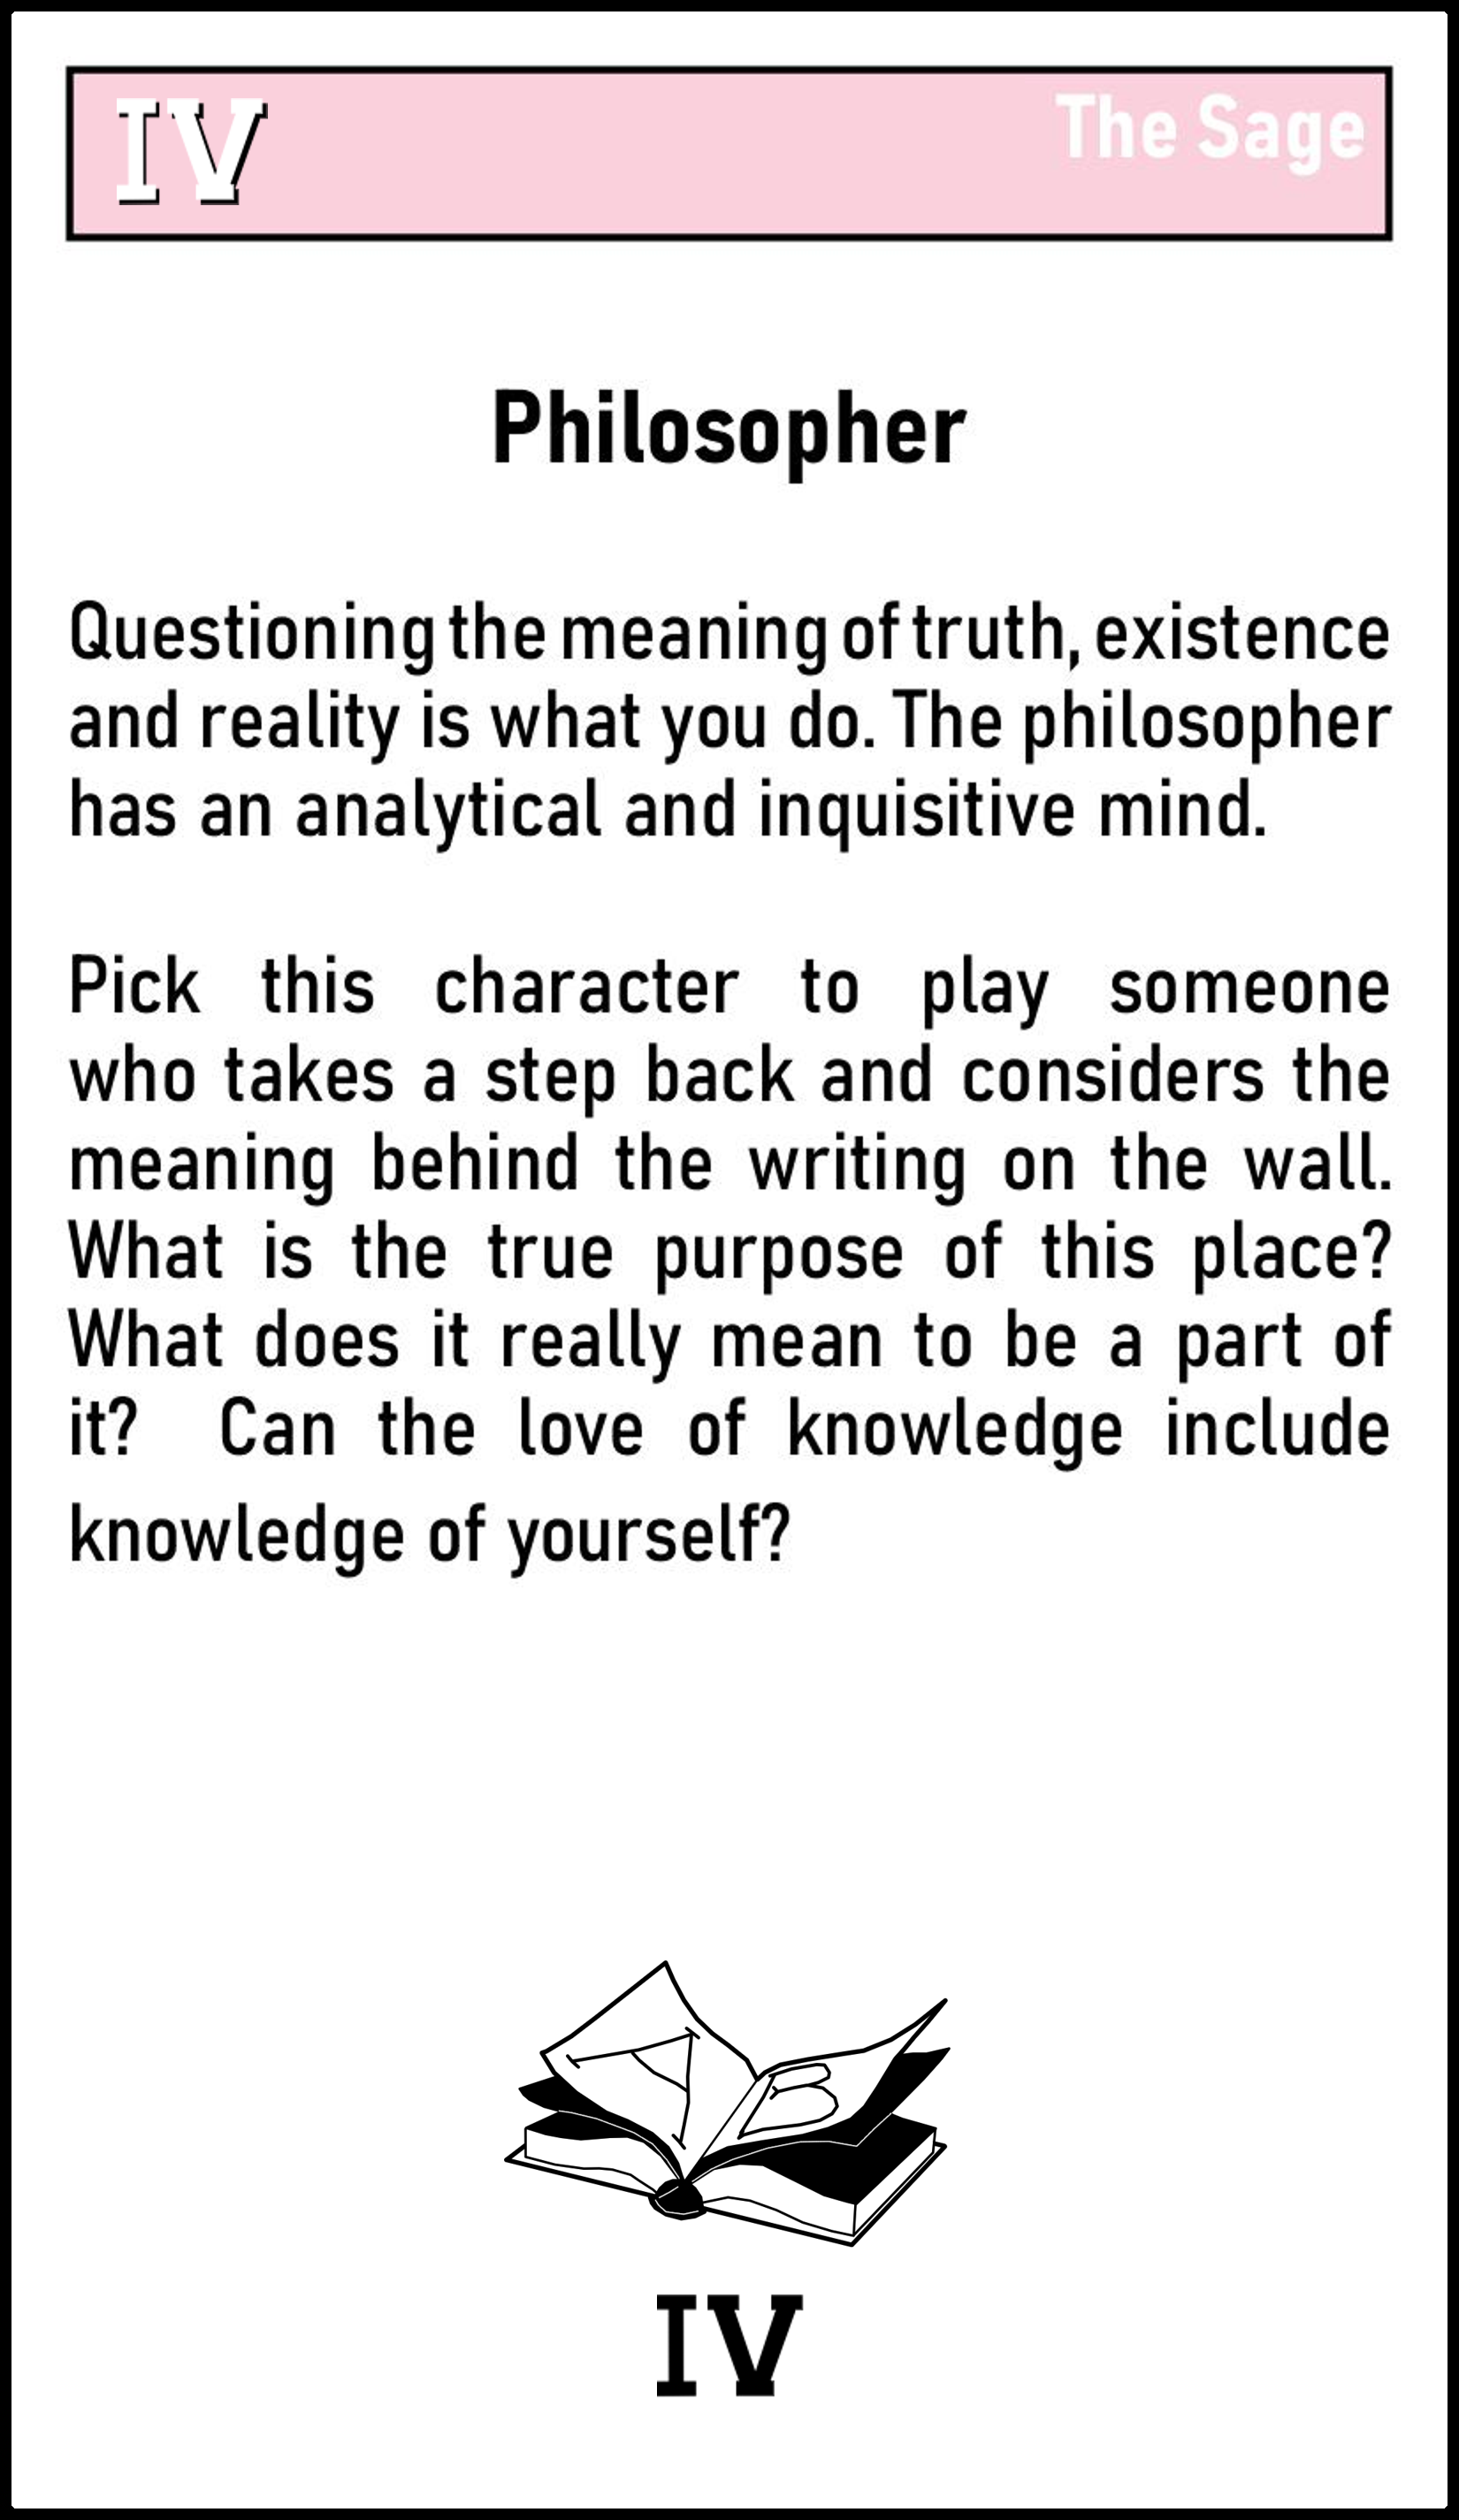 IV
The Sage
Philosopher
Questioning the meaning of truth, existence
and reality is what you do. The philosopher
has an analytical and inquisitive mind.
Pick this character to play someone
who takes a step back and considers the
meaning behind the writing on the wall.
What is the true purpose of this place?
What does it really mean to be a part of
it? Can the love of knowledge include
knowledge of yourself?
A B
IV